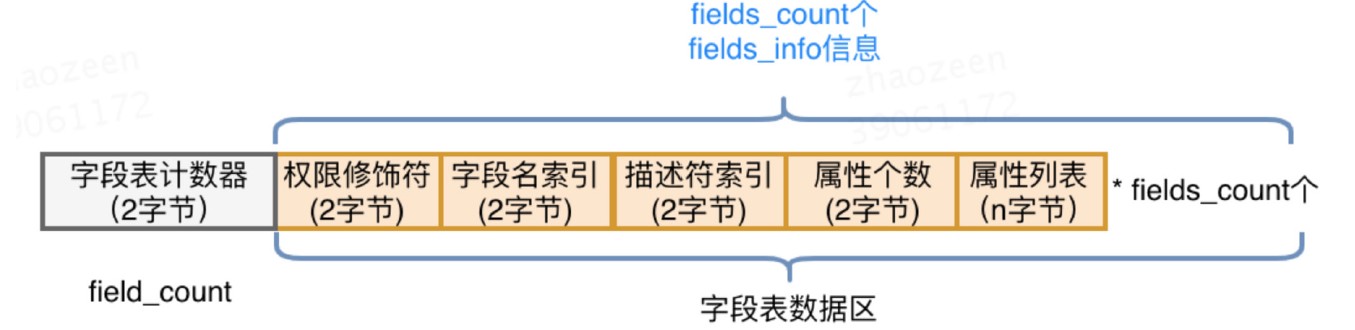 fields_count个
fields_info信息
zhaozeen
39061172
字段表计数器
（2字节）
权限修饰符
(2字节)
字段名索引
(2字节)
描述符索引
(2字节)
属性个数
(2字节)
属性列表
（n字节）
* fields_count个
field_count
字段表数据区